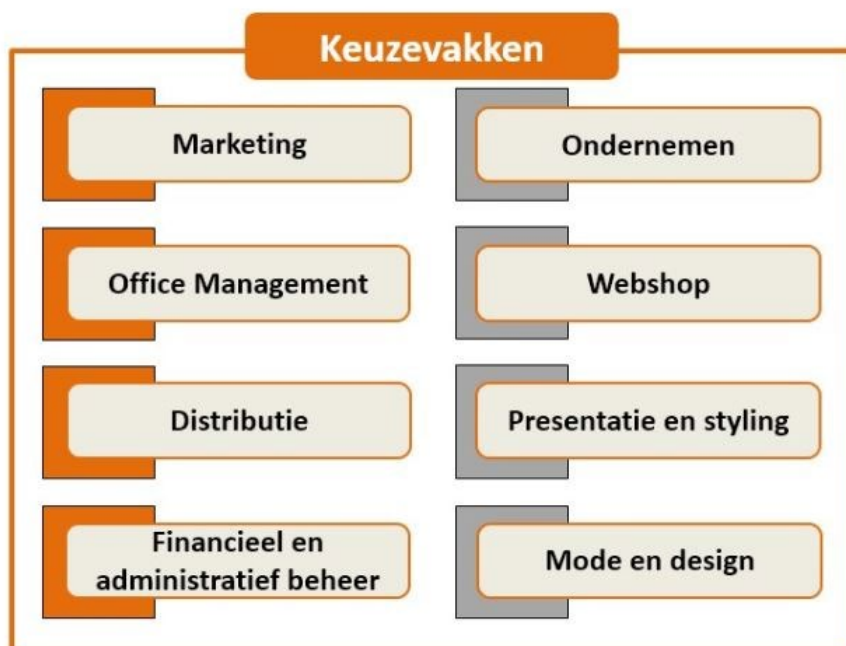 Keuzevakken
Marketing
Ondernemen
Office Management
Webshop
Distributie
Presentatie en styling
Financieel en
administratief beheer
Mode en design